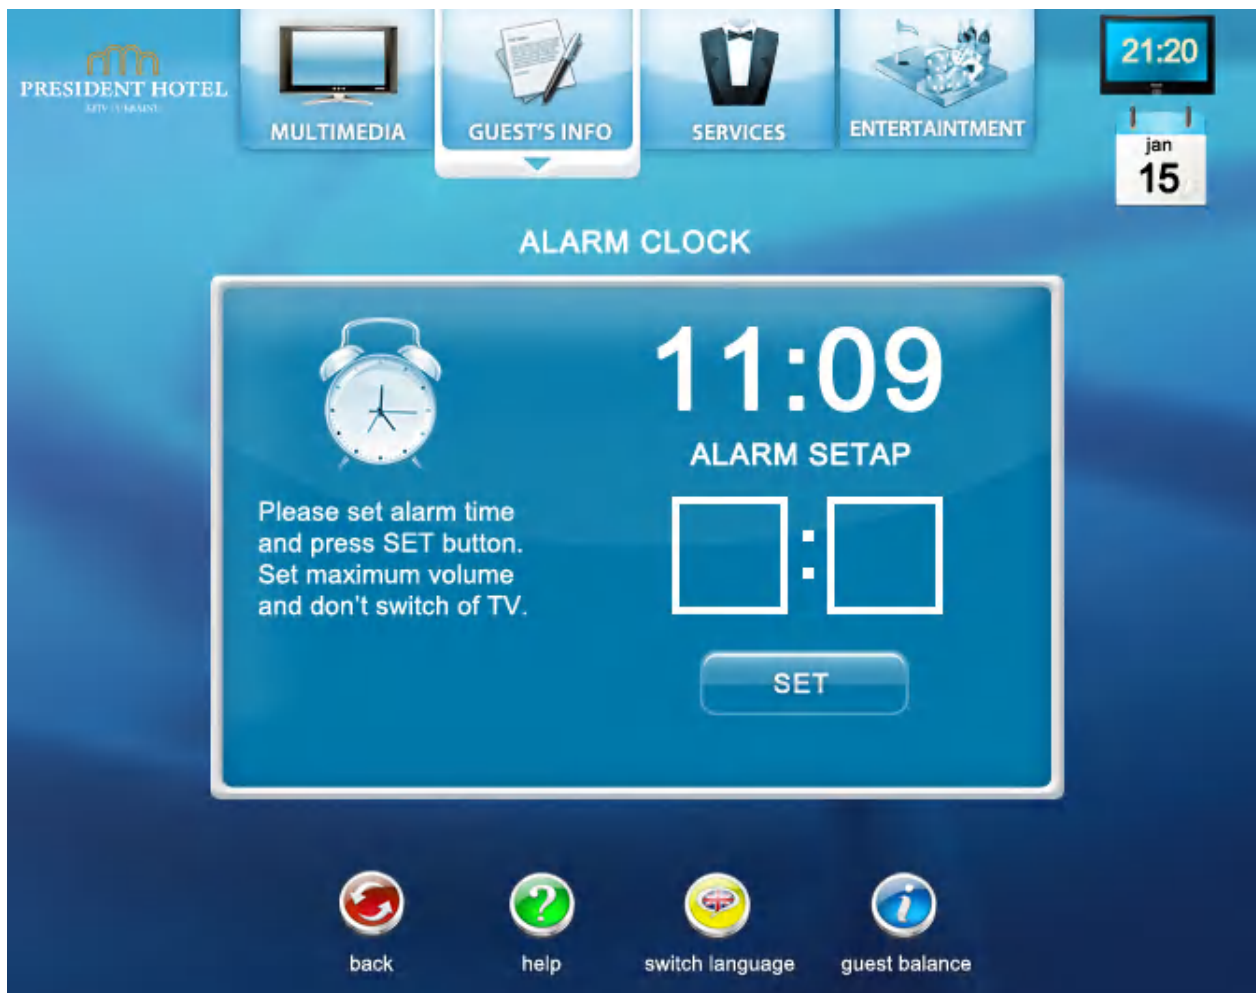 PRESIDENT HOTEL
KYIV UKRAINE
MULTIMEDIA
GUEST'S INFO
SERVICES
ENTERTAINTMENT
21:20
jan
15
ALARM CLOCK
11:09
ALARM SETAP
Please set alarm time
and press SET button.
Set maximum volume
and don't switch of TV.
:
SET
back
help
switch language
guest balance